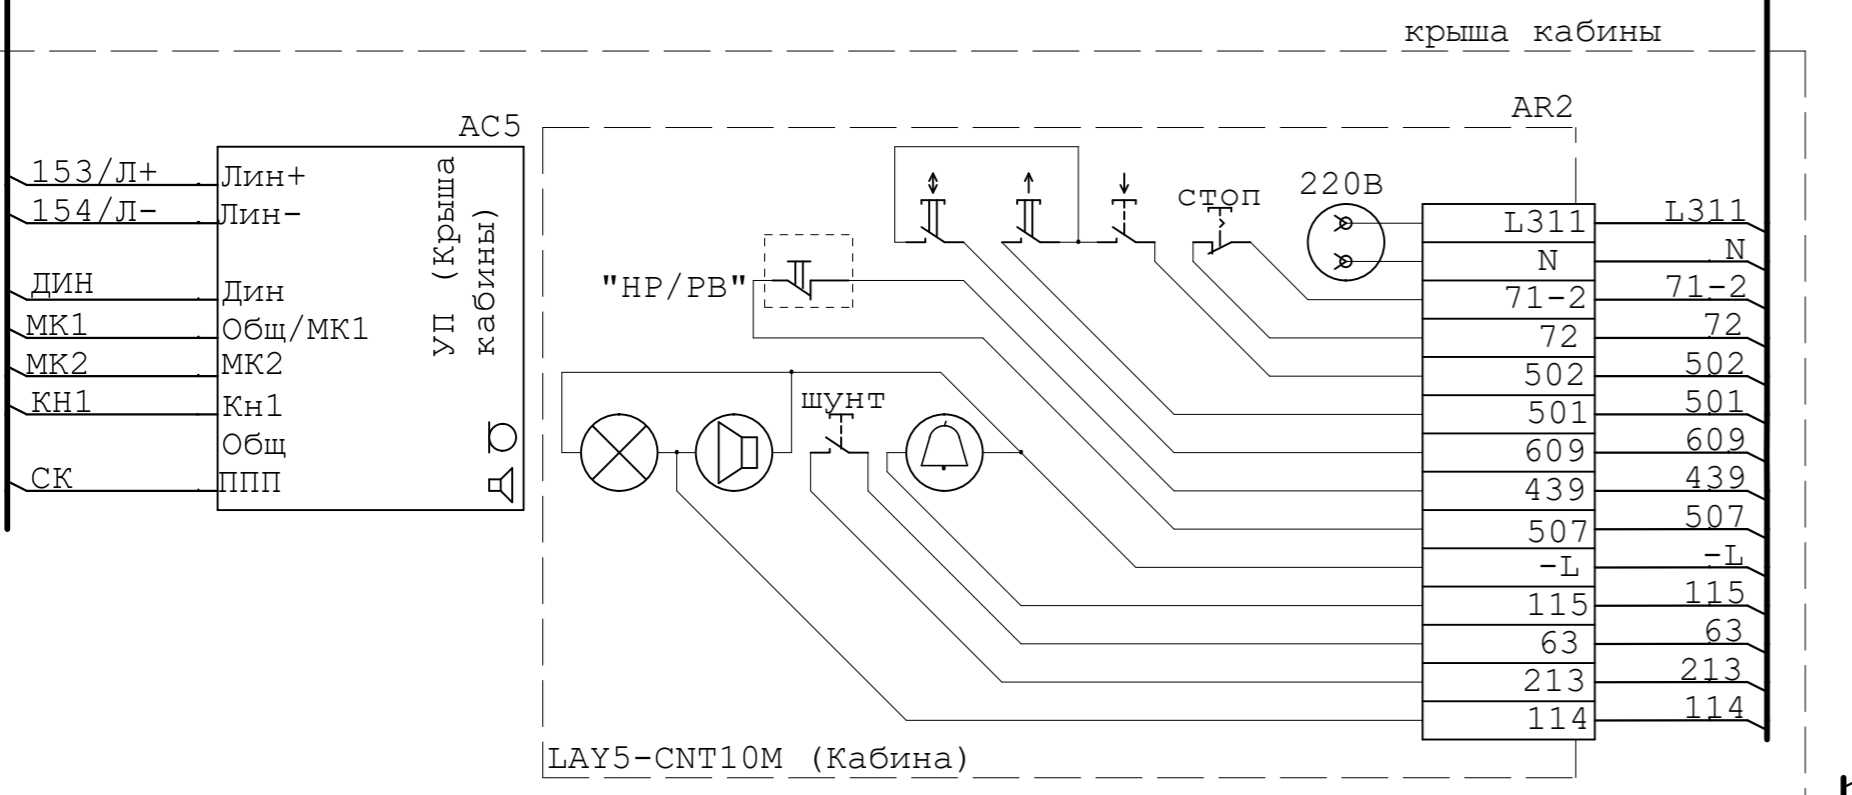 крыша кабины
AR2
AC5
153/Л+
Лин+
154/Л-
Лин-
ДИН
Дин
МК1
Общ/МК1
МК2
МК2
КН1
Кн1
Общ
СК
ППП
УП (Крыша
кабины)
стоп
220В
"НР/РВ"
шунт
L311
L311
N
N
71-2
71-2
72
72
502
502
501
501
609
609
439
439
507
507
-L
-L
115
115
63
63
213
213
114
114
LAY5-CNT10M (Кабина)